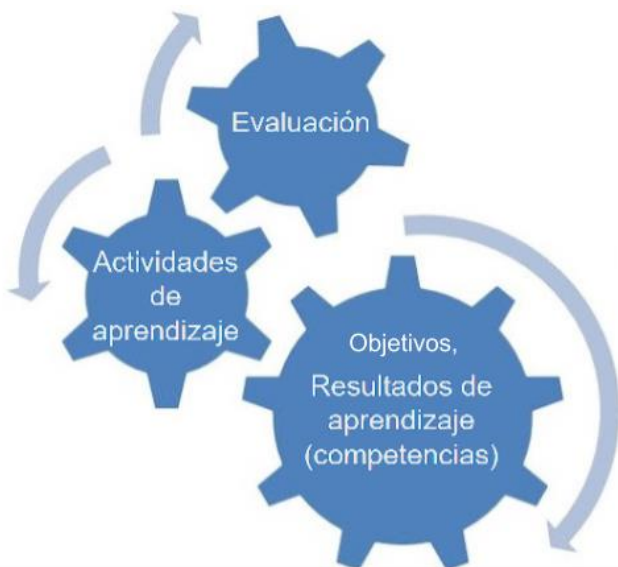 Evaluación
Actividades
de
aprendizaje
Objetivos,
Resultados de
aprendizaje
(competencias)